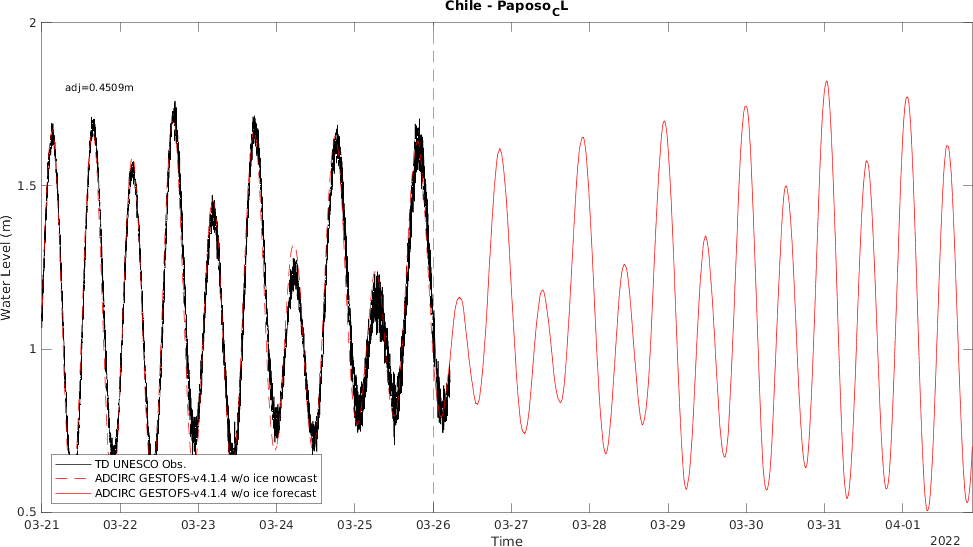 Chile - Paposo_CL
2
adj=0.4509m
1.5
Water Level (m)
1
TD UNESCO Obs.
ADCIRC GESTOFS-v4.1.4 w/o ice nowcast
ADCIRC GESTOFS-v4.1.4 w/o ice forecast
0.5
03-21 03-22 03-23 03-24 03-25 03-26 03-27 03-28 03-29 03-30 03-31 04-01
Time
2022